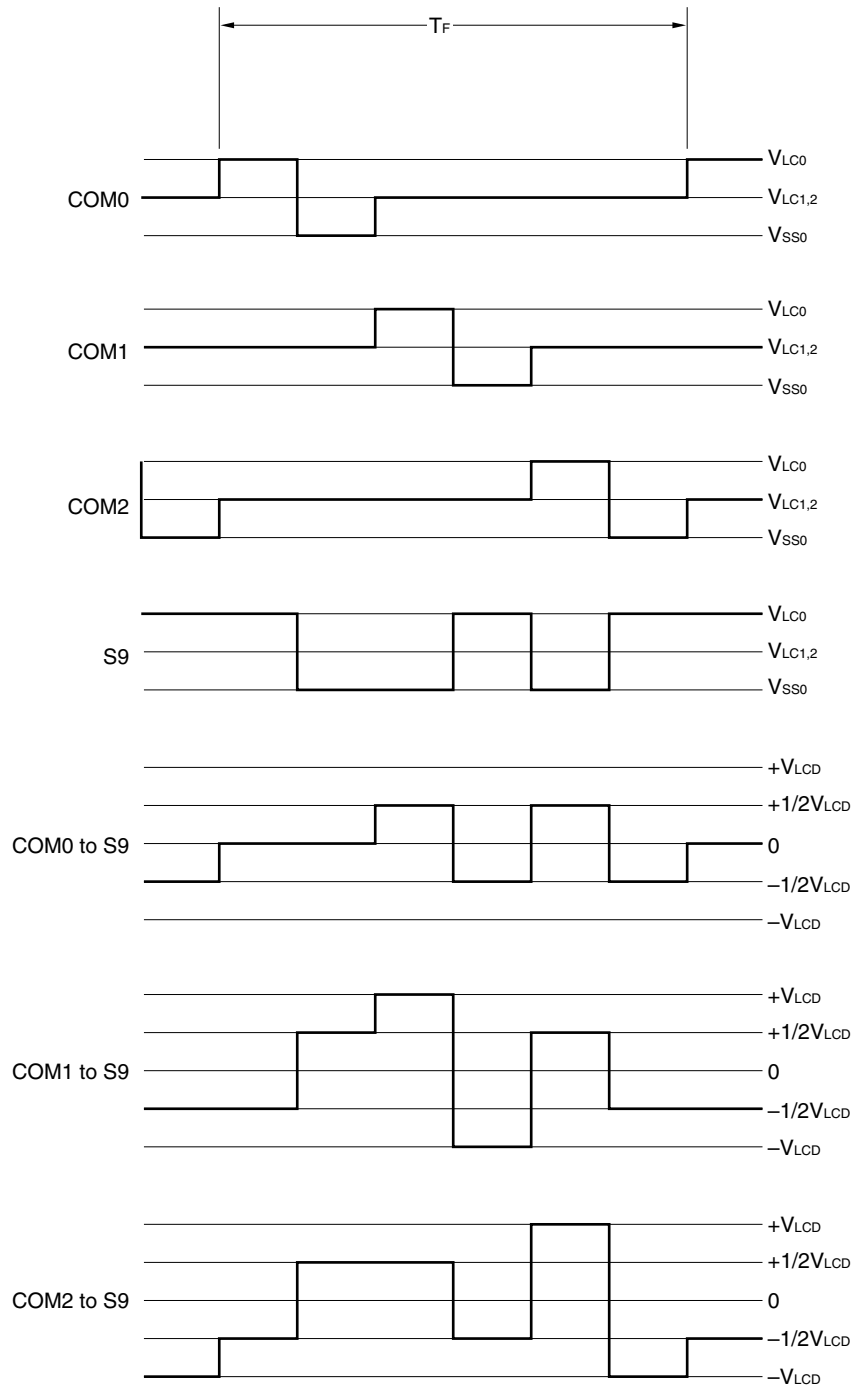 TF
COM0
VLC0
VLC1,2
VSS0
COM1
VLC0
VLC1,2
VSS0
COM2
VLC0
VLC1,2
VSS0
S9
VLC0
VLC1,2
VSS0
COM0 to S9
+VLCD
+1/2VLCD
0
–1/2VLCD
–VLCD
COM1 to S9
+VLCD
+1/2VLCD
0
–1/2VLCD
–VLCD
COM2 to S9
+VLCD
+1/2VLCD
0
–1/2VLCD
–VLCD